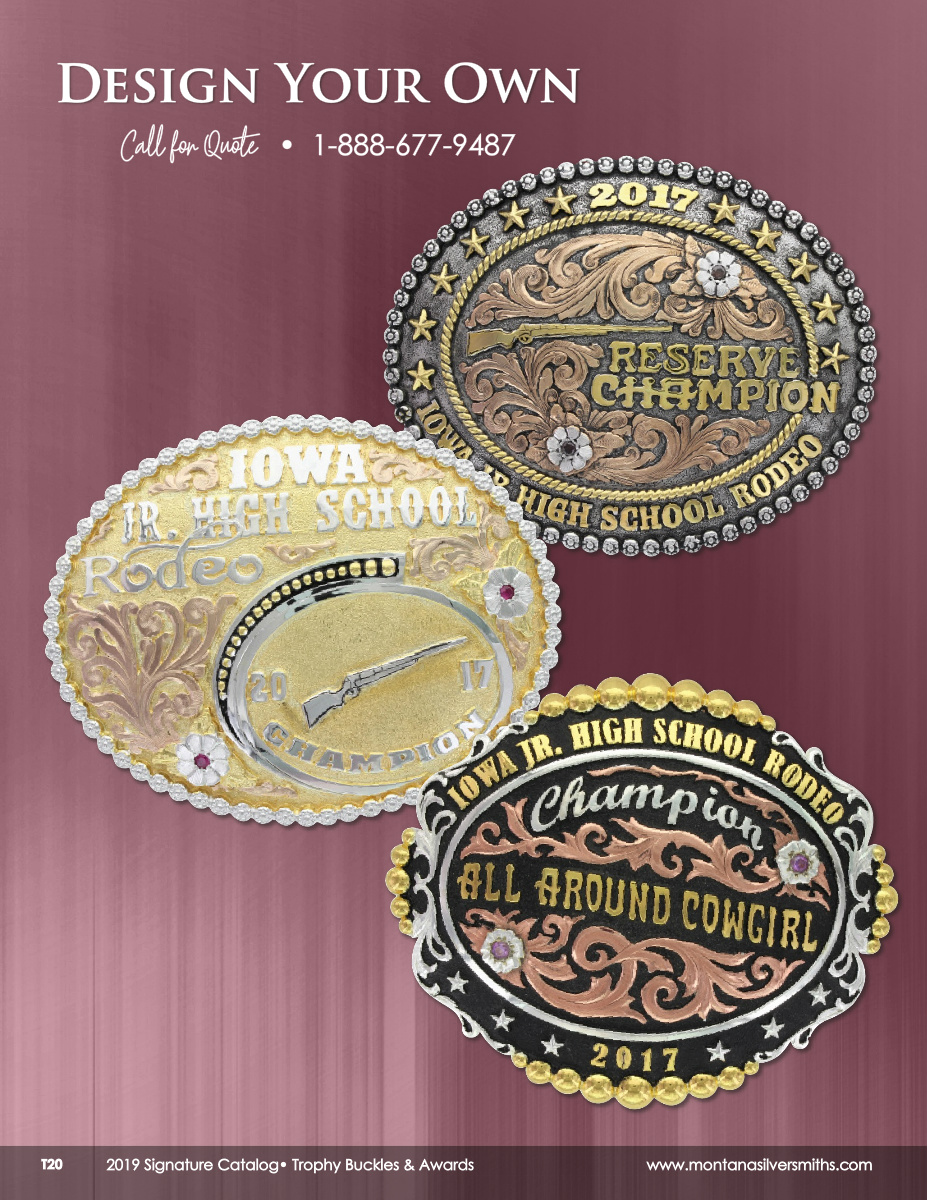 DESIGN YOUR OWN
Call for Quote • 1-888-677-9487
2017
RESERVE
CHAMPION
IOWA JR HIGH SCHOOL RODEO
IOWA
JR. HIGH SCHOOL
Rodeo
20 17
CHAMPION
IOWA JR. HIGH SCHOOL RODEO
Champion
ALL AROUND COWGIRL
2017
T20 2019 Signature Catalog• Trophy Buckles & Awards www.montanasilversmiths.com